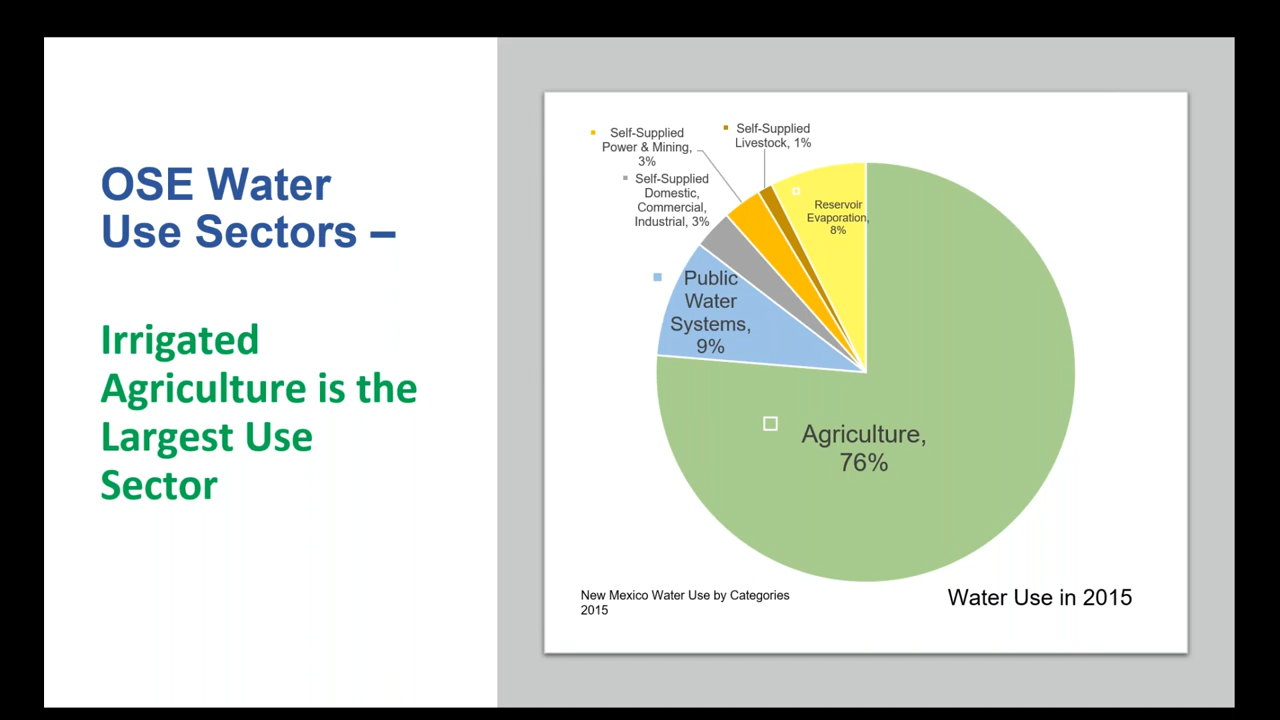 OSE Water
Use Sectors –
Irrigated
Agriculture is the
Largest Use
Sector
Self-Supplied
Power & Mining,
3%
Self-Supplied
Livestock, 1%
Self-Supplied
Domestic,
Commercial,
Industrial, 3%
Reservoir
Evaporation,
8%
Public
Water
Systems,
9%
Agriculture,
76%
New Mexico Water Use by Categories
2015
Water Use in 2015